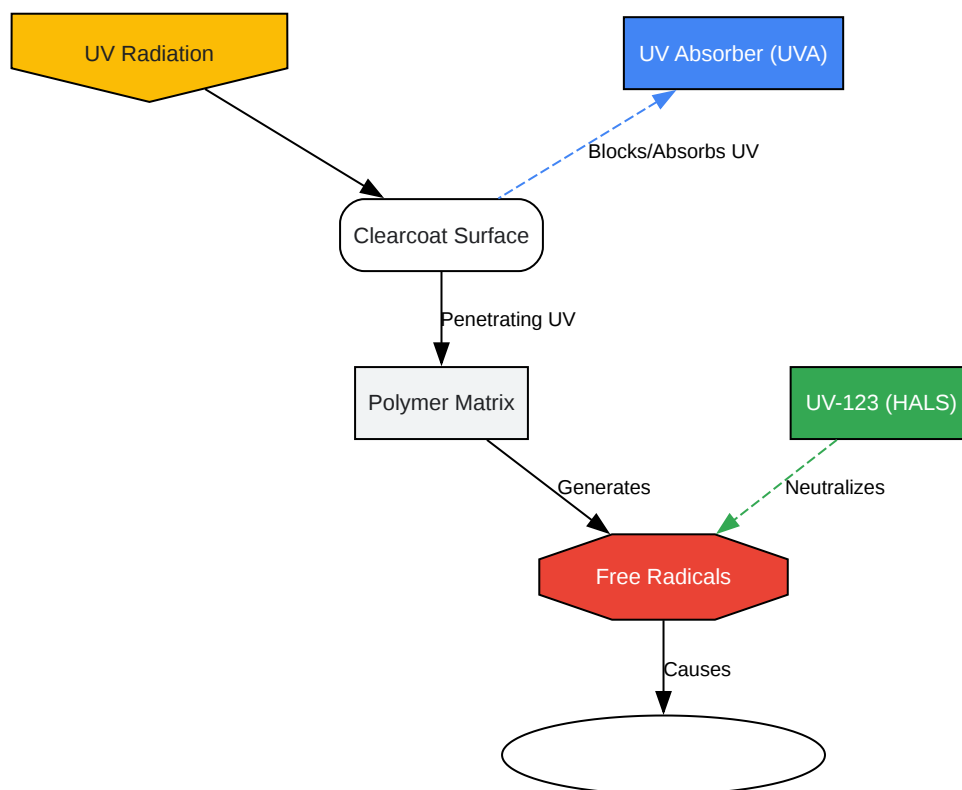 UV Radiation
UV Absorber (UVA)
Blocks/Absorbs UV
Clearcoat Surface
Penetrating UV
Polymer Matrix
UV-123 (HALS)
Generates
Neutralizes
Free Radicals
Causes